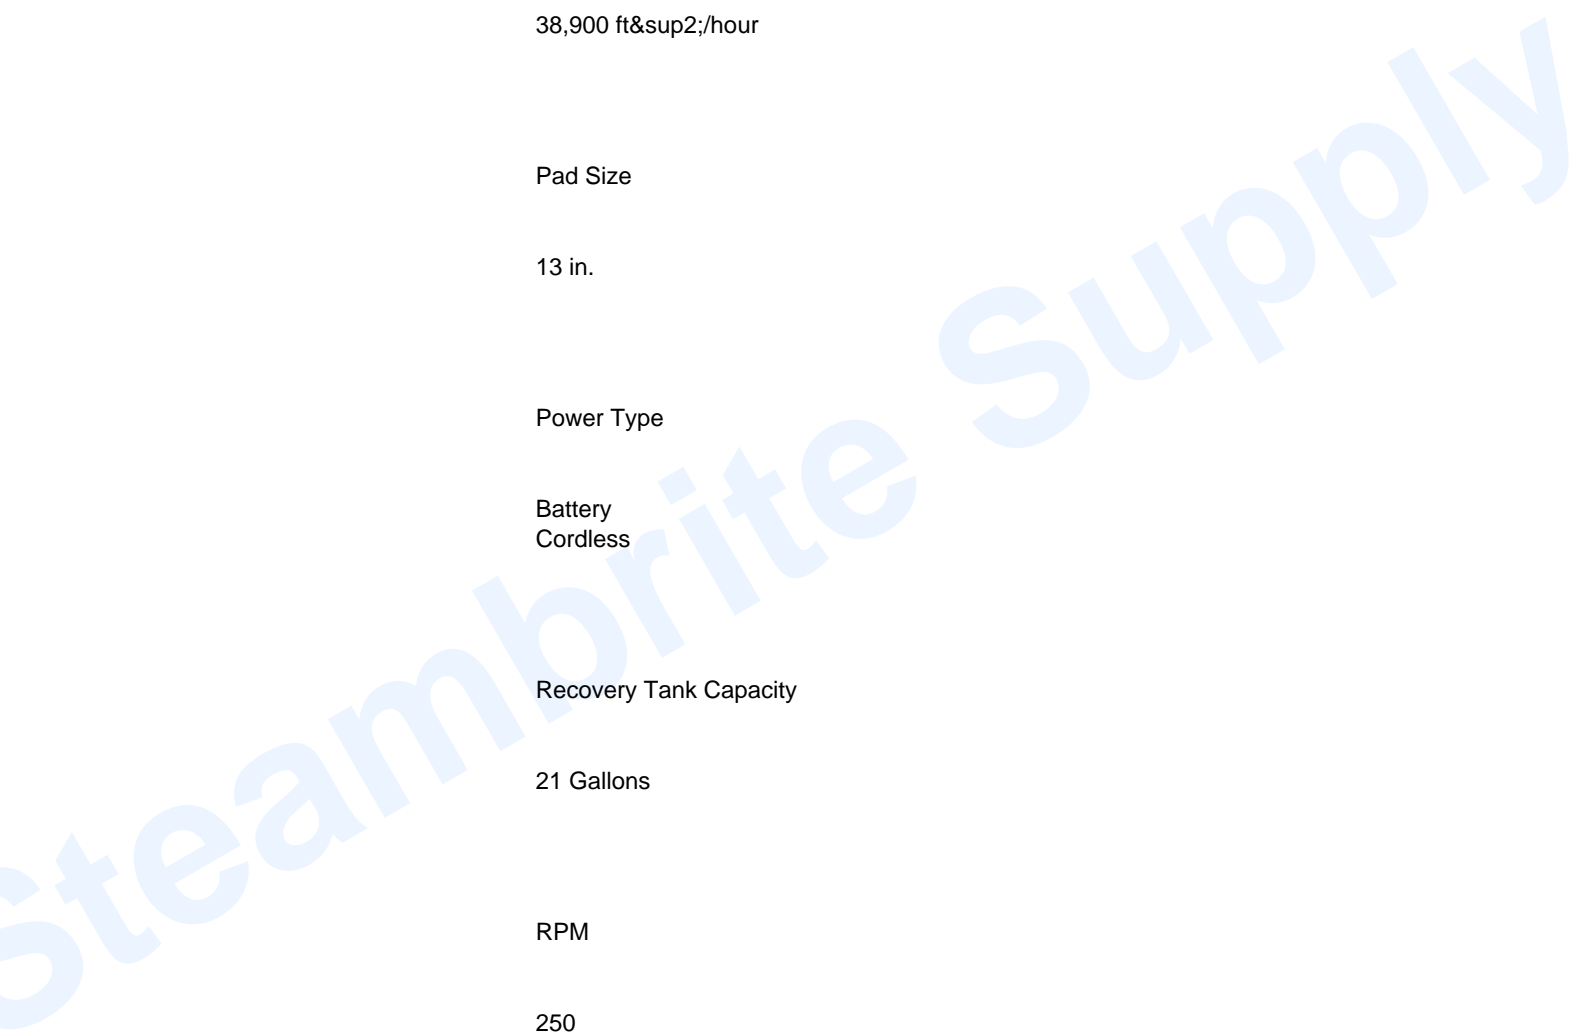 38,900 ft&sup2;/hour
Pad Size
13 in.
Power Type
Battery
Cordless
Recovery Tank Capacity
21 Gallons
RPM
250
Steambrite Supply